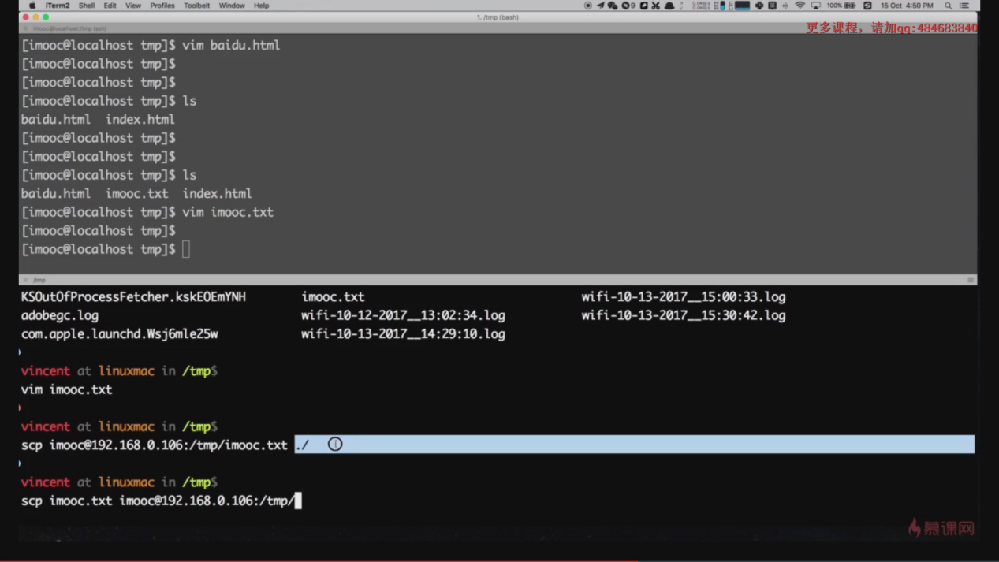 iTerm2 Shell Edit View Profiles Toolbelt Window Help 9 100% 15 Oct 4:50 PM
1. /tmp (bash)
imooc@localhost:/tmp (ssh)
更多课程，请加qq:484683840
[imooc@localhost tmp]$ vim baidu.html
[imooc@localhost tmp]$
[imooc@localhost tmp]$
[imooc@localhost tmp]$ ls
baidu.html index.html
[imooc@localhost tmp]$
[imooc@localhost tmp]$
[imooc@localhost tmp]$ ls
baidu.html imooc.txt index.html
[imooc@localhost tmp]$ vim imooc.txt
[imooc@localhost tmp]$
[imooc@localhost tmp]$
/tmp
KSOutOfProcessFetcher.kskEOEmYNH imooc.txt wifi-10-13-2017__15:00:33.log
adobegc.log wifi-10-12-2017__13:02:34.log wifi-10-13-2017__15:30:42.log
com.apple.launchd.Wsj6mle25w wifi-10-13-2017__14:29:10.log
vincent at linuxmac in /tmp$
vim imooc.txt
vincent at linuxmac in /tmp$
scp imooc@192.168.0.106:/tmp/imooc.txt ./
vincent at linuxmac in /tmp$
scp imooc.txt imooc@192.168.0.106:/tmp/
慕课网